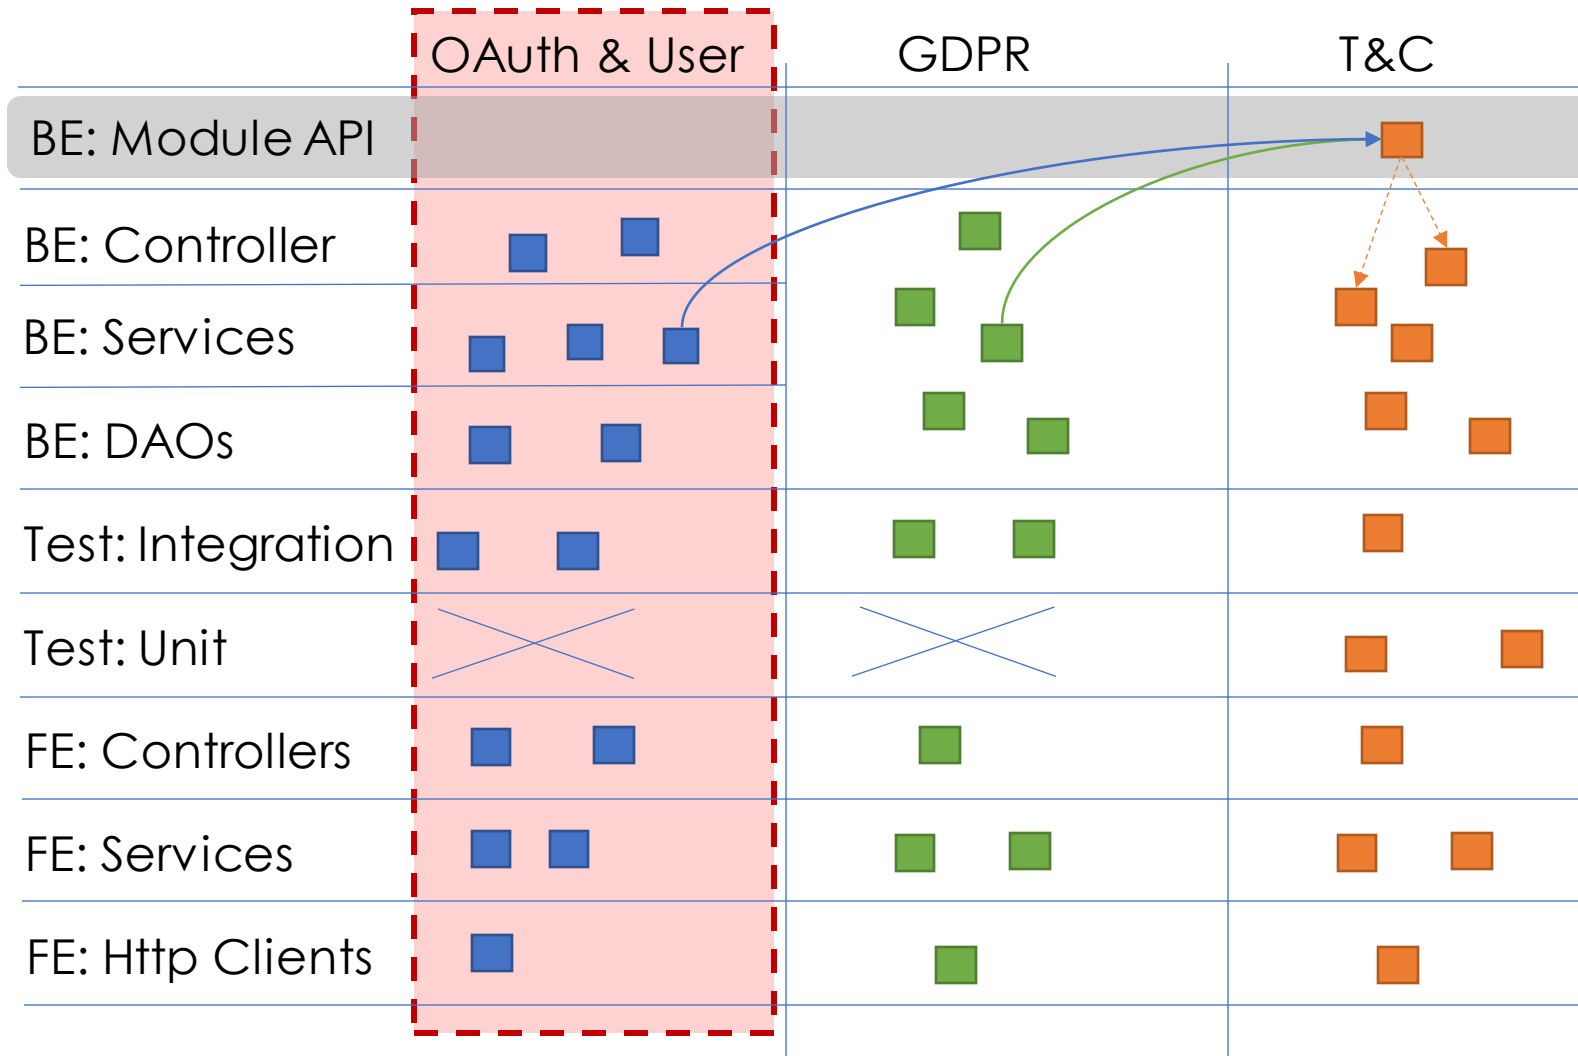 OAuth & User
GDPR
T&C
BE: Module API
BE: Controller
BE: Services
BE: DAOs
Test: Integration
Test: Unit
FE: Controllers
FE: Services
FE: Http Clients